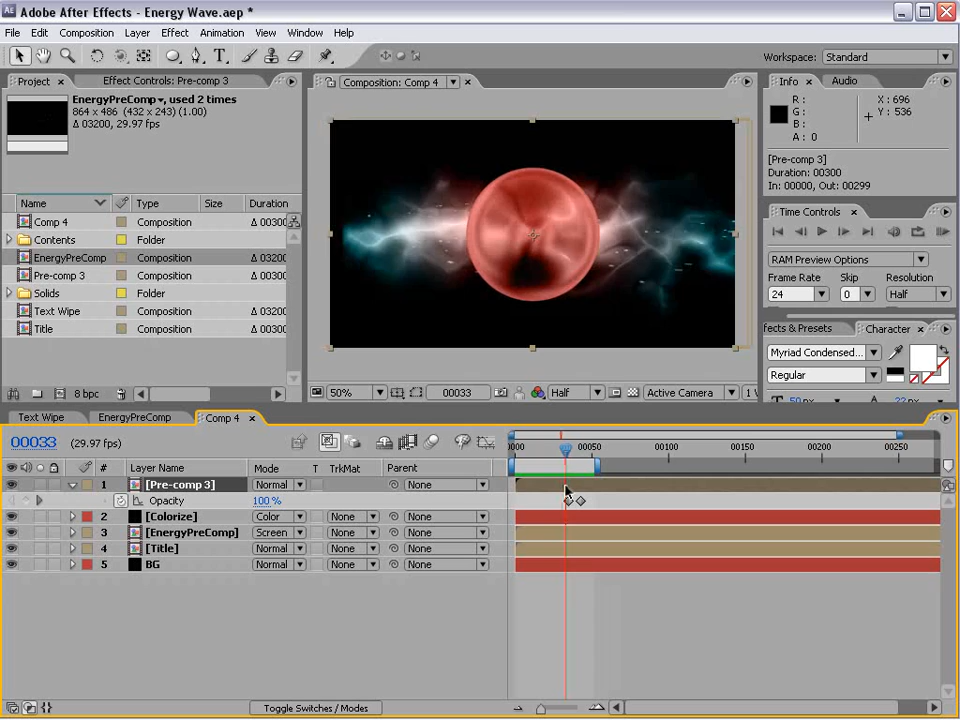 Adobe After Effects - Energy Wave.aep *
File Edit Composition Layer Effect Animation View Window Help
Workspace: Standard
Project × Effect Controls: Pre-comp 3
EnergyPreComp▾, used 2 times
864 x 486 (432 x 243) (1.00)
Δ 03200, 29.97 fps
Name Type Size Duration
Comp 4 Composition Δ 00300
Contents Folder
EnergyPreComp Composition Δ 03200
Pre-comp 3 Composition Δ 00300
Solids Folder
Text Wipe Composition Δ 03200
Title Composition Δ 00300
8 bpc
Composition: Comp 4
50% 00033 Half Active Camera
Info × Audio
R : X : 696
G : Y : 536
B :
A : 0
[Pre-comp 3]
Duration: 00300
In: 00000, Out: 00299
Time Controls ×
RAM Preview Options
Frame Rate Skip Resolution
24 0 Half
ffects & Presets Character ×
Myriad Condensed...
Regular
Text Wipe EnergyPreComp Comp 4 ×
00033 (29.97 fps)
0000 00050 00100 00150 00200 00250
# Layer Name Mode T TrkMat Parent
1 [Pre-comp 3] Normal None
Opacity 100 %
2 [Colorize] Color None None
3 [EnergyPreComp] Screen None None
4 [Title] Normal None None
5 BG Normal None None
Toggle Switches / Modes